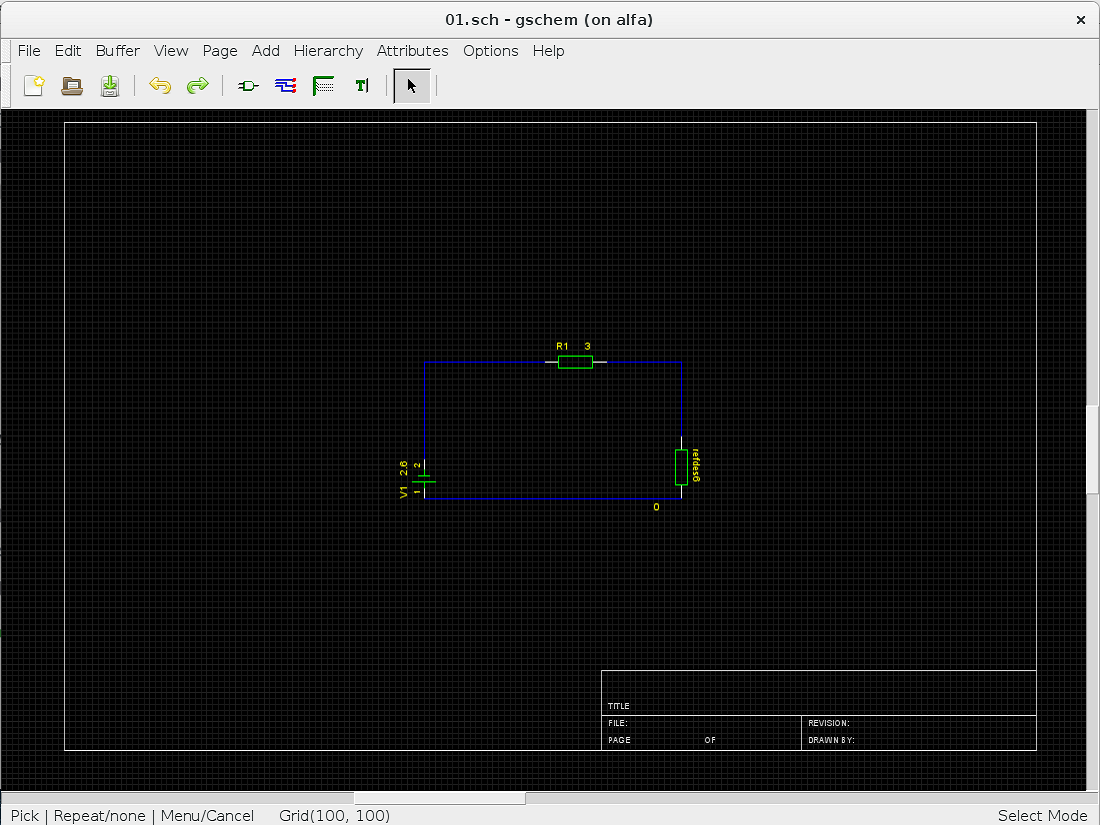 01.sch - gschem (on alfa)
File Edit Buffer View Page Add Hierarchy Attributes Options Help
T
R1 3
V1 2.6
1 2
refdes6
0
TITLE
FILE: REVISION:
PAGE OF DRAWN BY:
Pick | Repeat/none | Menu/Cancel Grid(100, 100) Select Mode